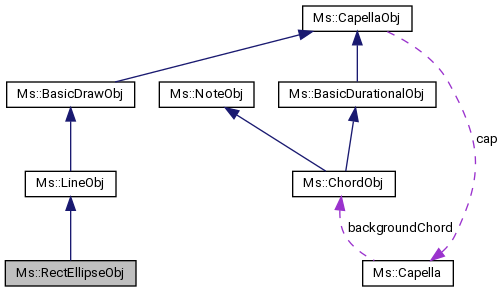 Ms::CapellaObj
Ms::BasicDrawObj
Ms::NoteObj
Ms::BasicDurationalObj
cap
Ms::LineObj
Ms::ChordObj
backgroundChord
Ms::RectEllipseObj
Ms::Capella